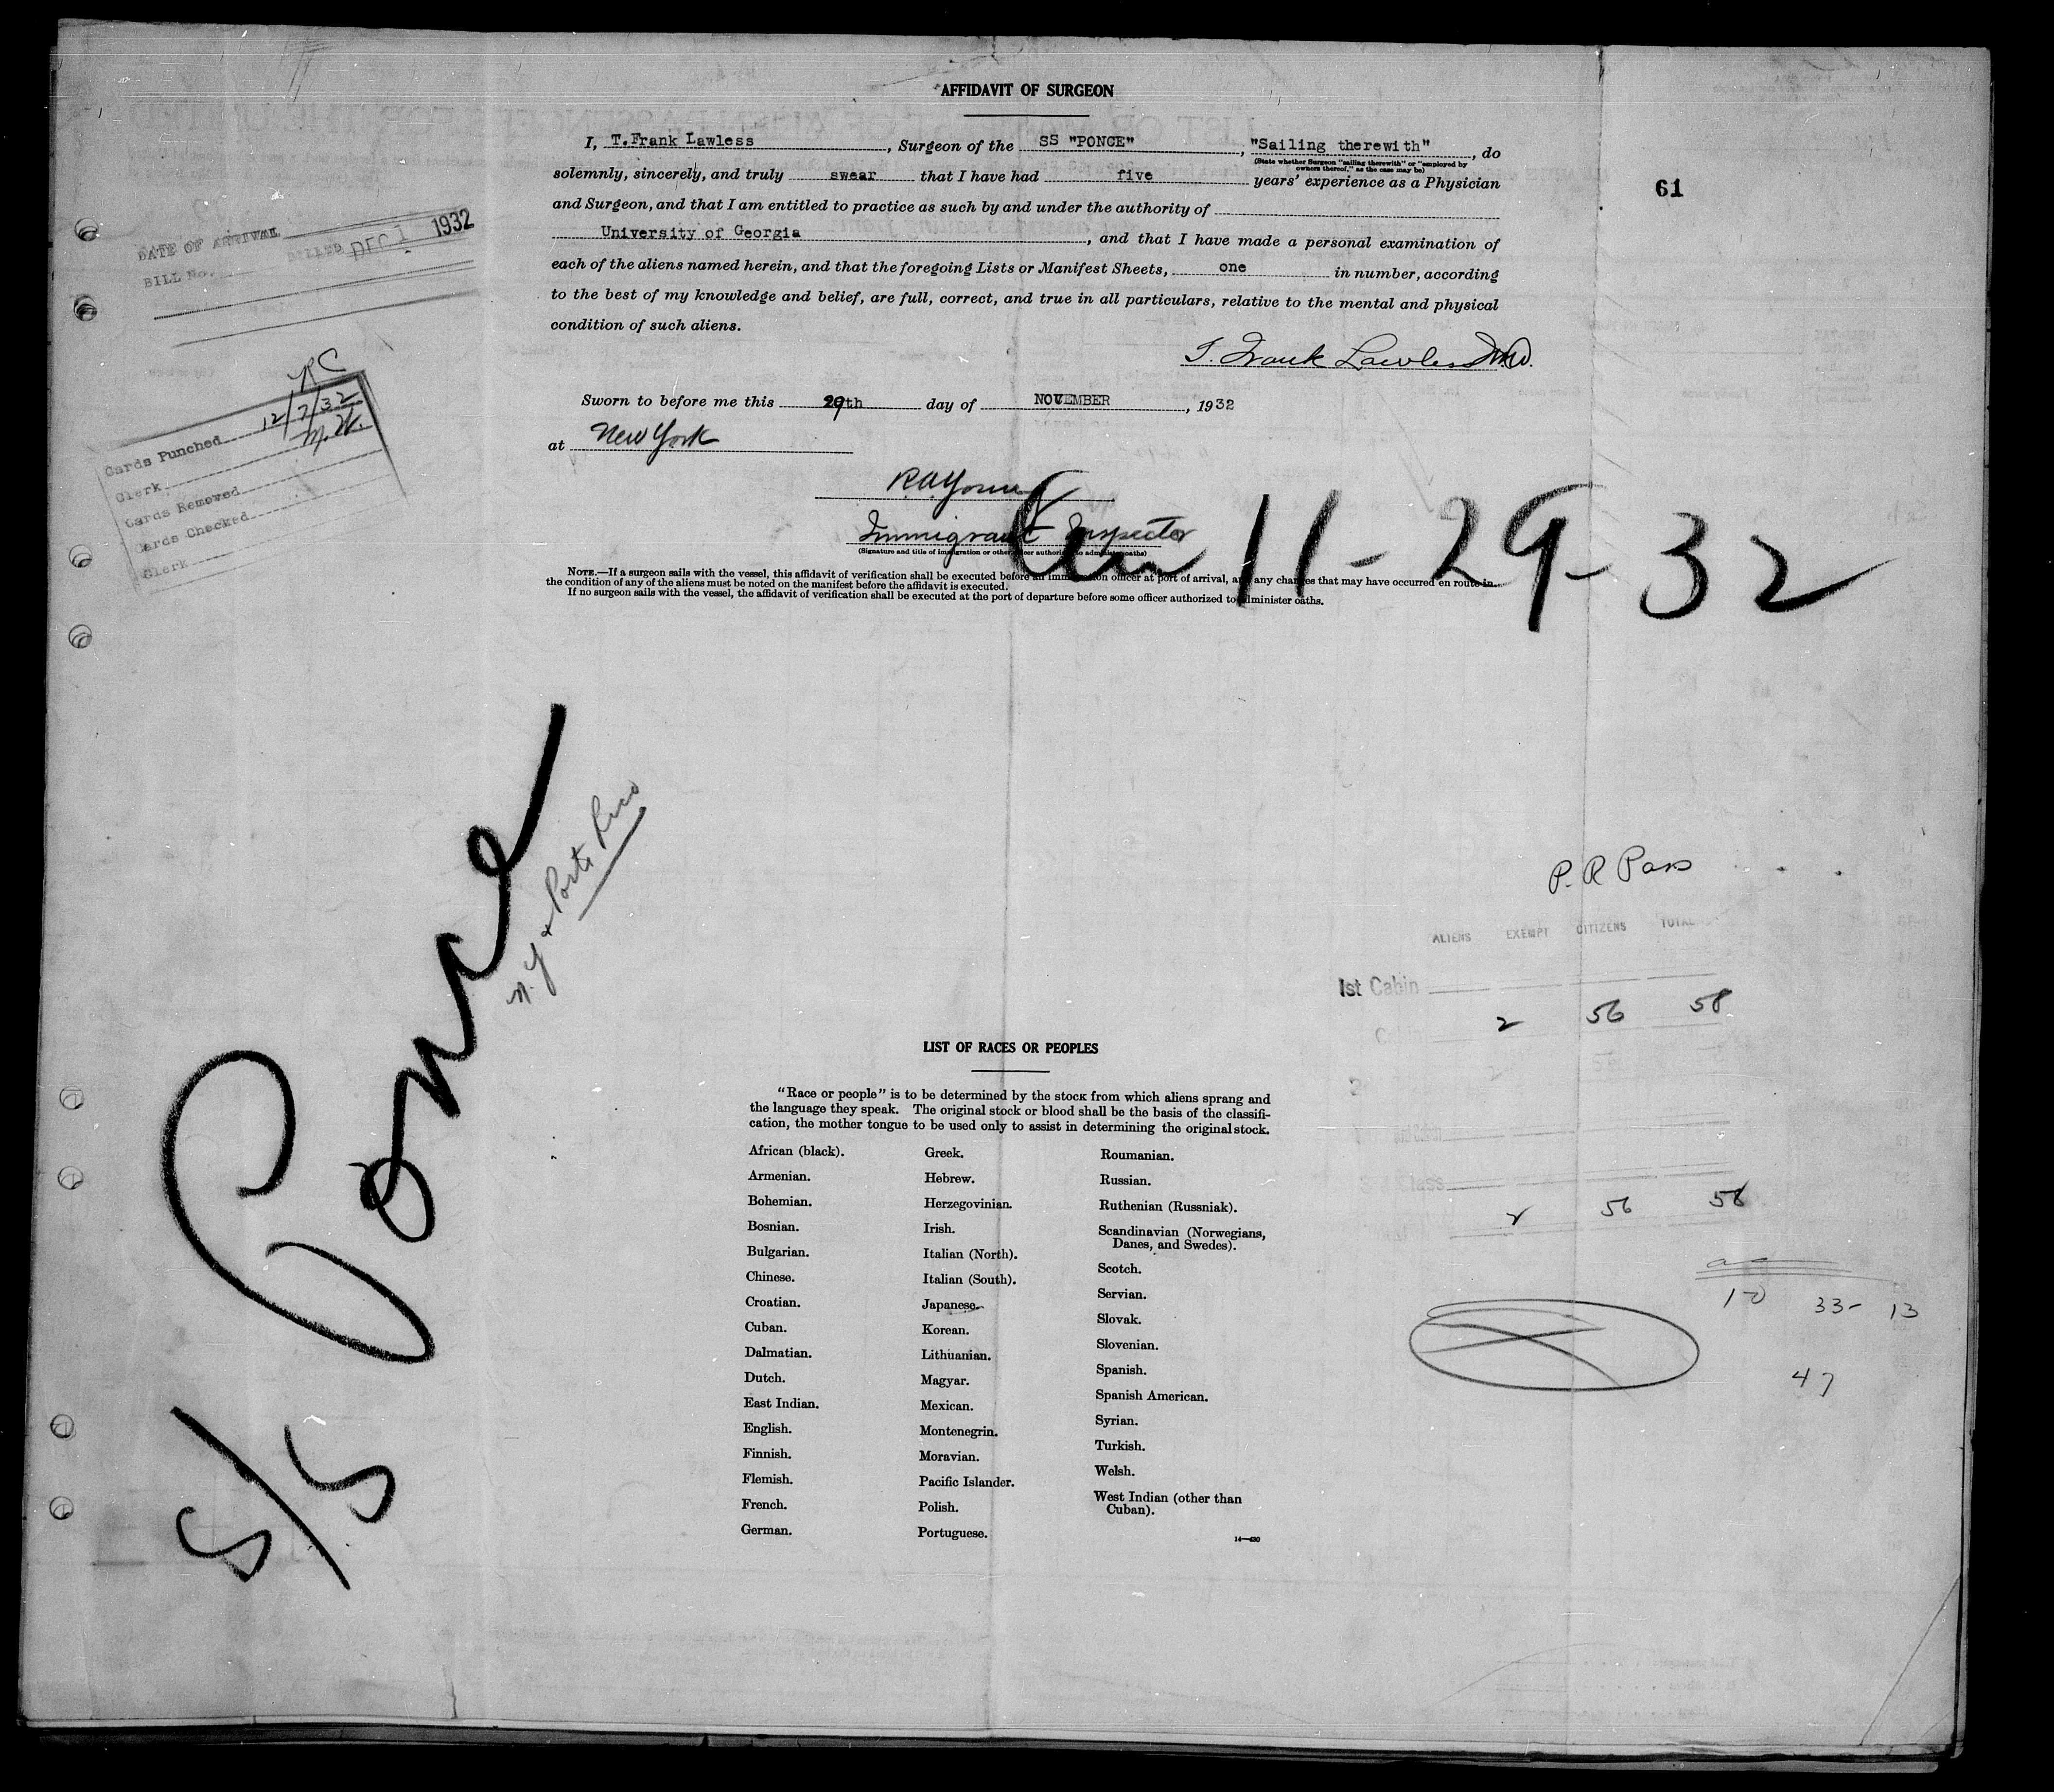 AFFIDAVIT OF SURGEON
I, T.Frank Lawless, Surgeon of the SS "PONCE", "Sailing therewith", do
(State whether Surgeon "sailing therewith" or "employed by
owners thereof," as the case may be)
solemnly, sincerely, and truly swear that I have had five years' experience as a Physician
and Surgeon, and that I am entitled to practice as such by and under the authority of
University of Georgia, and that I have made a personal examination of
each of the aliens named herein, and that the foregoing Lists or Manifest Sheets, one in number, according
to the best of my knowledge and belief, are full, correct, and true in all particulars, relative to the mental and physical
condition of such aliens.
T. Frank Lawless M.D.
Sworn to before me this 29th day of NOVEMBER, 1932
at New York
Immigrant Inspector
(Signature and title of immigration or other officer authorized to administer oaths)
NOTE.—If a surgeon sails with the vessel, this affidavit of verification shall be executed before an immigration officer at port of arrival, and any changes that may have occurred en route in
the condition of any of the aliens must be noted on the manifest before the affidavit is executed.
If no surgeon sails with the vessel, the affidavit of verification shall be executed at the port of departure before some officer authorized to administer oaths.
61
11-29-32
DATE OF ARRIVAL
BILL No. BILLED DEC 1 1932
Cards Punched 12/7/32
Clerk M.W.
Cards Removed
Cards Checked
Clerk
S/S Ponce
N.Y & Porto Rico
P. R Pass
ALIENS EXEMPT CITIZENS TOTAL
1st Cabin
2 56 58
2 56 58
10 33- 13
47
LIST OF RACES OR PEOPLES
"Race or people" is to be determined by the stock from which aliens sprang and
the language they speak. The original stock or blood shall be the basis of the classifi-
cation, the mother tongue to be used only to assist in determining the original stock.
African (black).
Armenian.
Bohemian.
Bosnian.
Bulgarian.
Chinese.
Croatian.
Cuban.
Dalmatian.
Dutch.
East Indian.
English.
Finnish.
Flemish.
French.
German.
Greek.
Hebrew.
Herzegovinian.
Irish.
Italian (North).
Italian (South).
Japanese.
Korean.
Lithuanian.
Magyar.
Mexican.
Montenegrin.
Moravian.
Pacific Islander.
Polish.
Portuguese.
Roumanian.
Russian.
Ruthenian (Russniak).
Scandinavian (Norwegians,
Danes, and Swedes).
Scotch.
Servian.
Slovak.
Slovenian.
Spanish.
Spanish American.
Syrian.
Turkish.
Welsh.
West Indian (other than
Cuban).